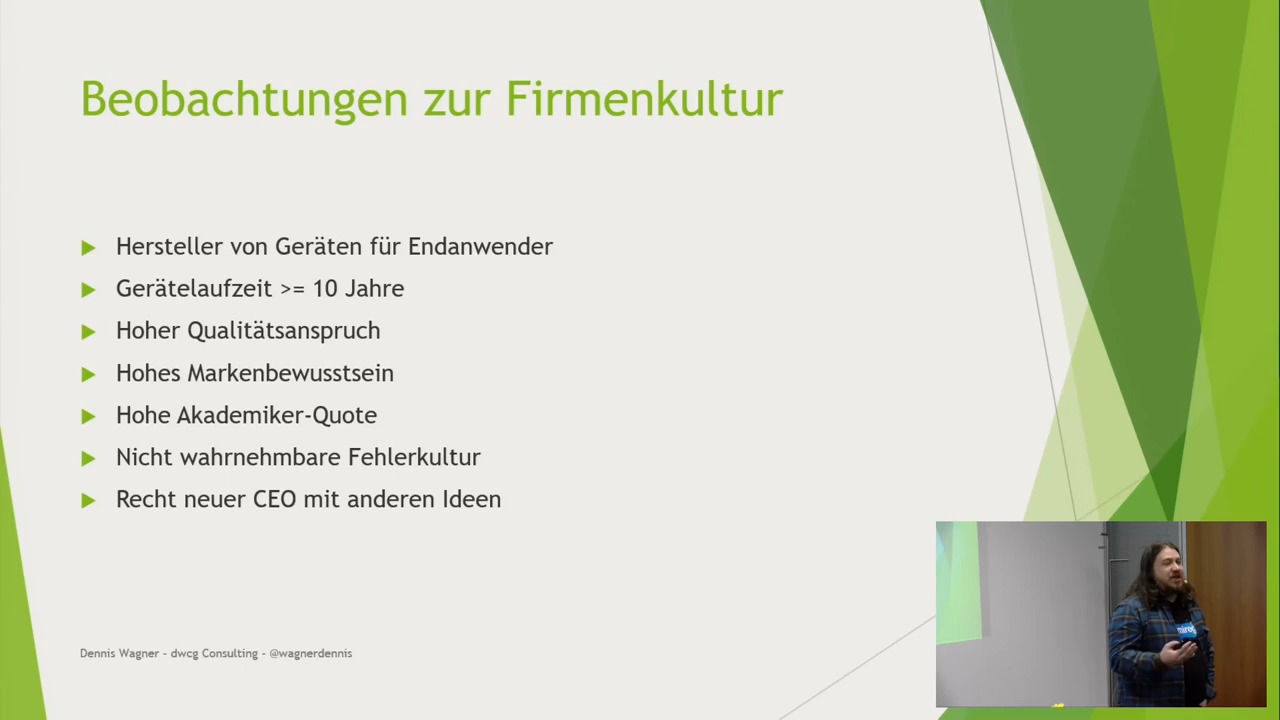 Beobachtungen zur Firmenkultur
Hersteller von Geräten für Endanwender
Gerätelaufzeit >= 10 Jahre
Hoher Qualitätsanspruch
Hohes Markenbewusstsein
Hohe Akademiker-Quote
Nicht wahrnehmbare Fehlerkultur
Recht neuer CEO mit anderen Ideen
Dennis Wagner - dwcg Consulting - @wagnerdennis